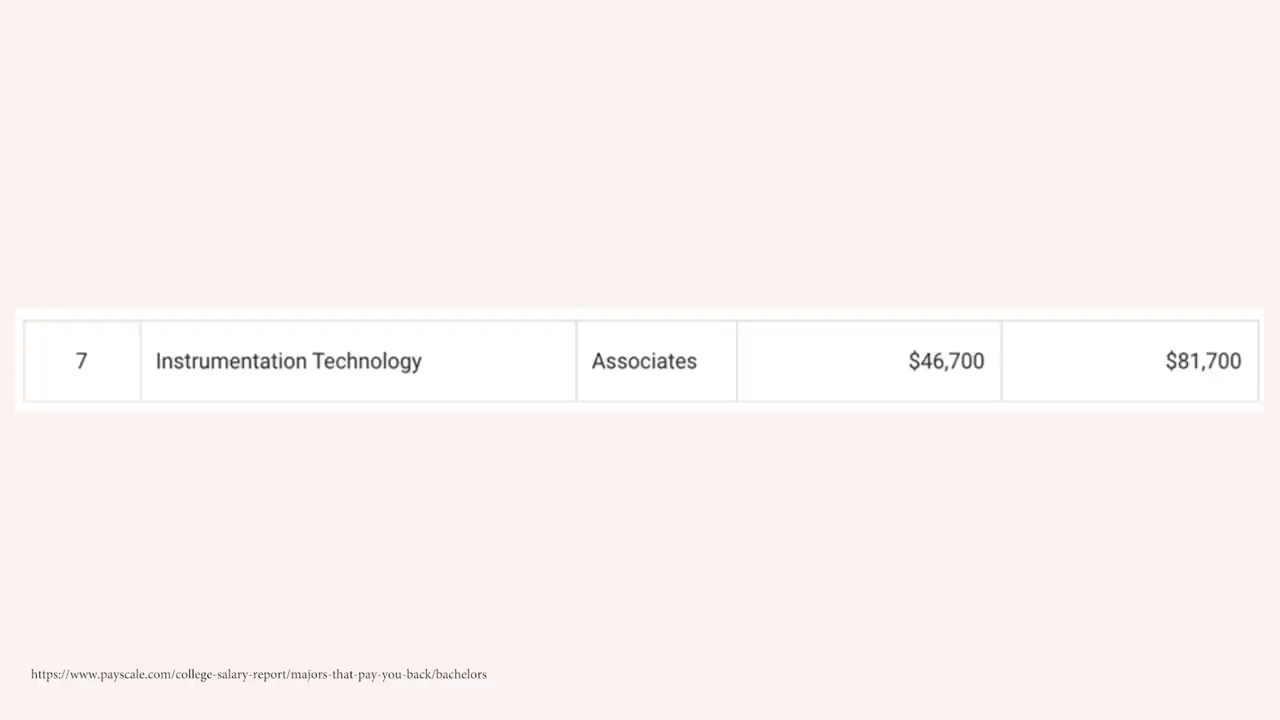 7 Instrumentation Technology Associates $46,700 $81,700
https://www.payscale.com/college-salary-report/majors-that-pay-you-back/bachelors